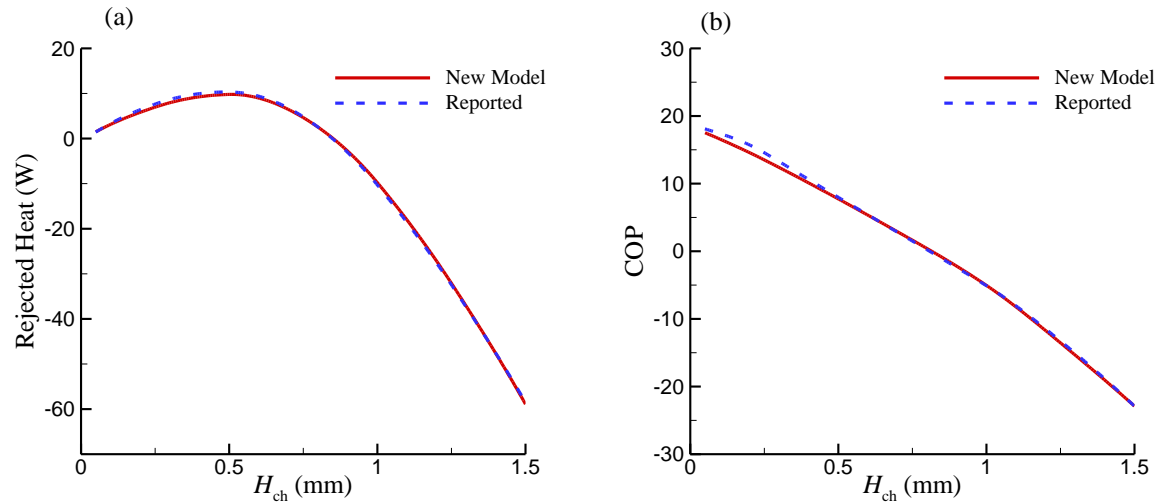 (a)
Rejected Heat (W)
20
0
-20
-40
-60
New Model
Reported
0
0.5
1
1.5
H_ch (mm)
(b)
COP
30
20
10
0
-10
-20
-30
New Model
Reported
0
0.5
1
1.5
H_ch (mm)